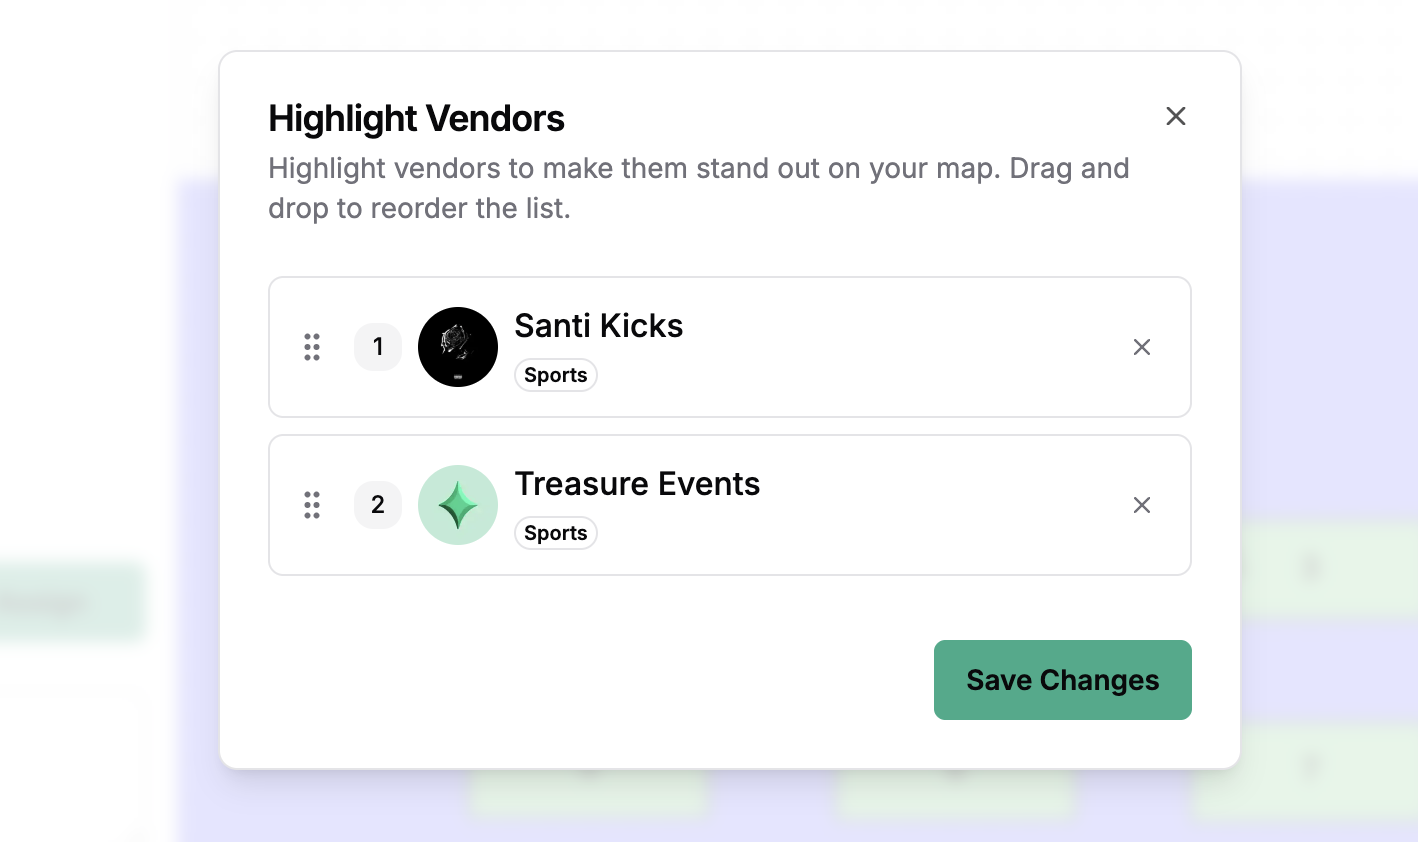 Highlight Vendors
Highlight vendors to make them stand out on your map. Drag and
drop to reorder the list.
1
Santi Kicks
Sports
2
Treasure Events
Sports
Save Changes